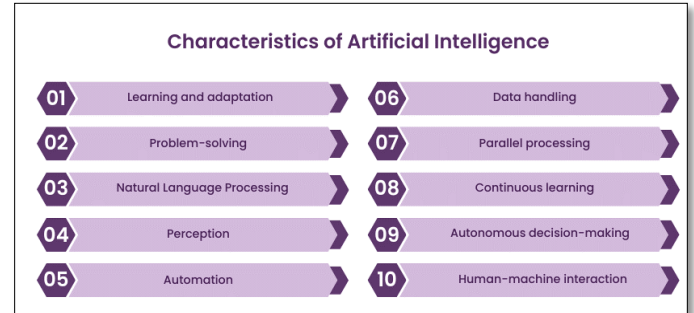 Characteristics of Artificial Intelligence
01 Learning and adaptation
02 Problem-solving
03 Natural Language Processing
04 Perception
05 Automation
06 Data handling
07 Parallel processing
08 Continuous learning
09 Autonomous decision-making
10 Human-machine interaction